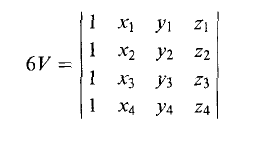 6V = | 1 x₁ y₁ z₁ |
| 1 x₂ y₂ z₂ |
| 1 x₃ y₃ z₃ |
| 1 x₄ y₄ z₄ |